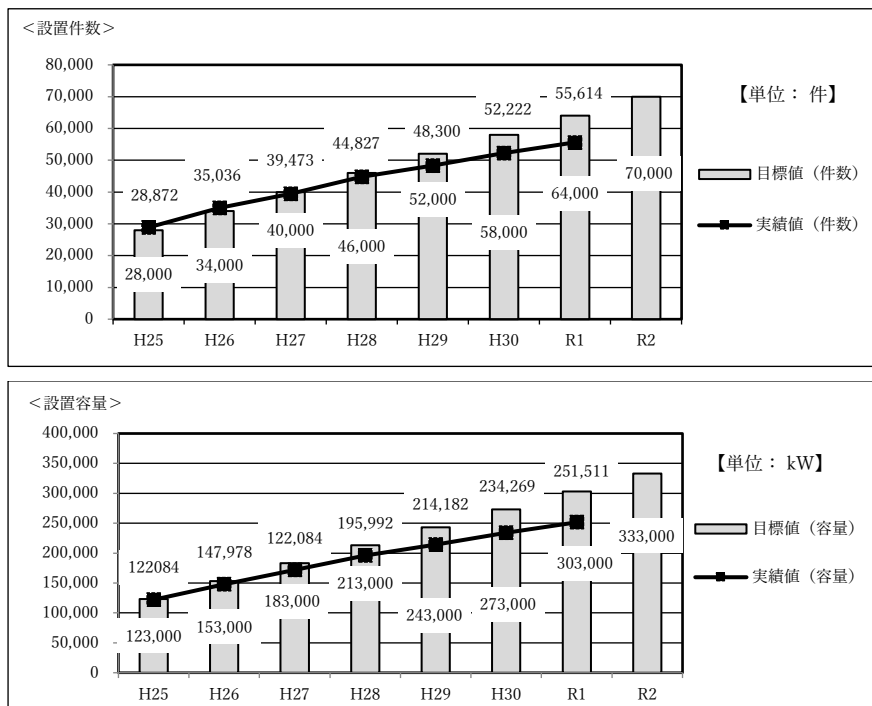 ＜設置件数＞
80,000
70,000
60,000
50,000
40,000
30,000
20,000
10,000
0
28,872
35,036
39,473
44,827
48,300
52,222
55,614
28,000
34,000
40,000
46,000
52,000
58,000
64,000
70,000
H25
H26
H27
H28
H29
H30
R1
R2
【単位： 件】
目標値（件数）
実績値（件数）
＜設置容量＞
400,000
350,000
300,000
250,000
200,000
150,000
100,000
50,000
0
122084
147,978
122,084
195,992
214,182
234,269
251,511
123,000
153,000
183,000
213,000
243,000
273,000
303,000
333,000
H25
H26
H27
H28
H29
H30
R1
R2
【単位： kW】
目標値（容量）
実績値（容量）